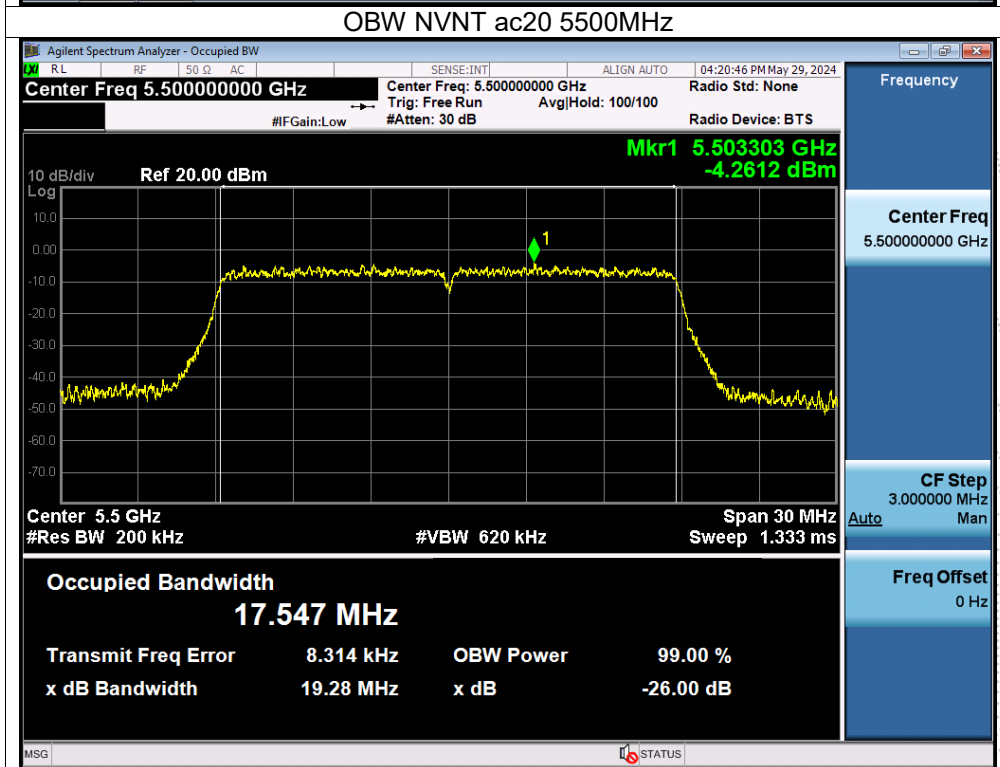 OBW NVNT ac20 5500MHz
Agilent Spectrum Analyzer - Occupied BW
LXI RL RF 50 Ω AC SENSE:INT ALIGN AUTO 04:20:46 PM May 29, 2024
Center Freq 5.500000000 GHz
Center Freq: 5.500000000 GHz Radio Std: None
Trig: Free Run Avg|Hold: 100/100
#IFGain:Low #Atten: 30 dB Radio Device: BTS
Mkr1 5.503303 GHz
-4.2612 dBm
10 dB/div Ref 20.00 dBm
Log
10.0
0.00
-10.0
-20.0
-30.0
-40.0
-50.0
-60.0
-70.0
1
Center 5.5 GHz Span 30 MHz
#Res BW 200 kHz #VBW 620 kHz Sweep 1.333 ms
Occupied Bandwidth
17.547 MHz
Transmit Freq Error 8.314 kHz OBW Power 99.00 %
x dB Bandwidth 19.28 MHz x dB -26.00 dB
Frequency
Center Freq
5.500000000 GHz
CF Step
3.000000 MHz
Auto Man
Freq Offset
0 Hz
MSG STATUS